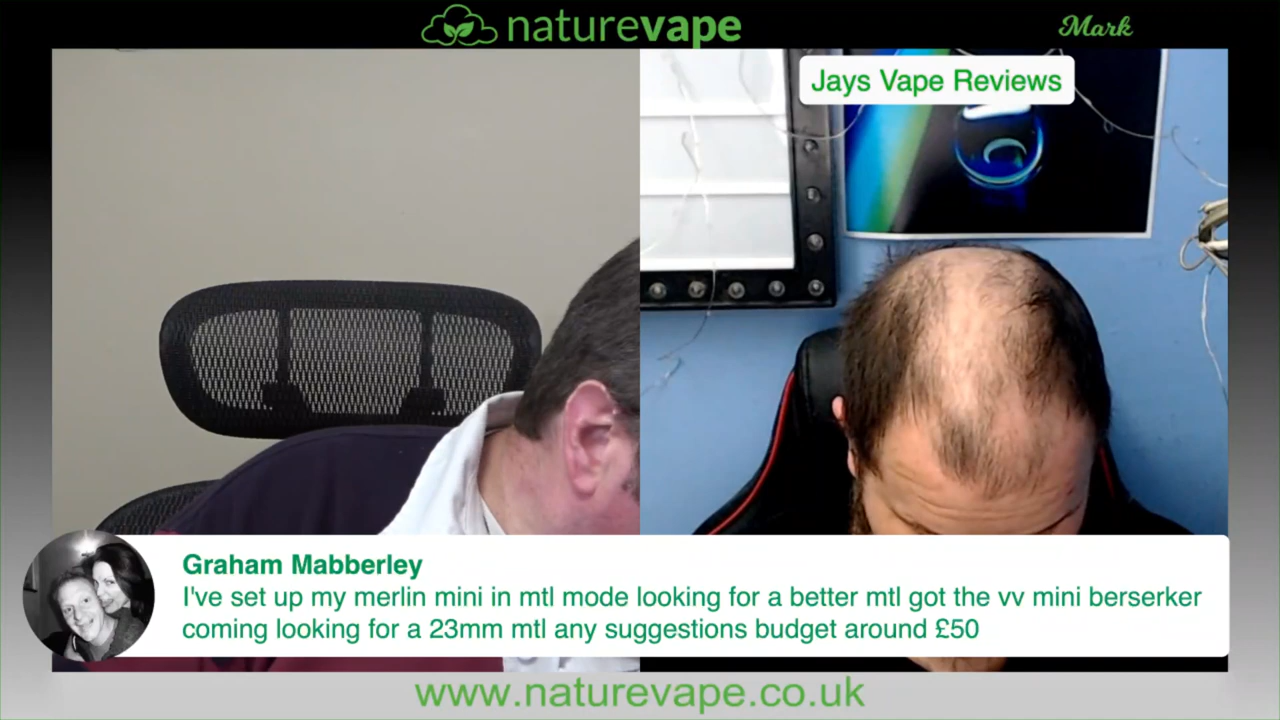 naturevape
Mark
Jays Vape Reviews
Graham Mabberley
I've set up my merlin mini in mtl mode looking for a better mtl got the vv mini berserker
coming looking for a 23mm mtl any suggestions budget around £50
www.naturevape.co.uk